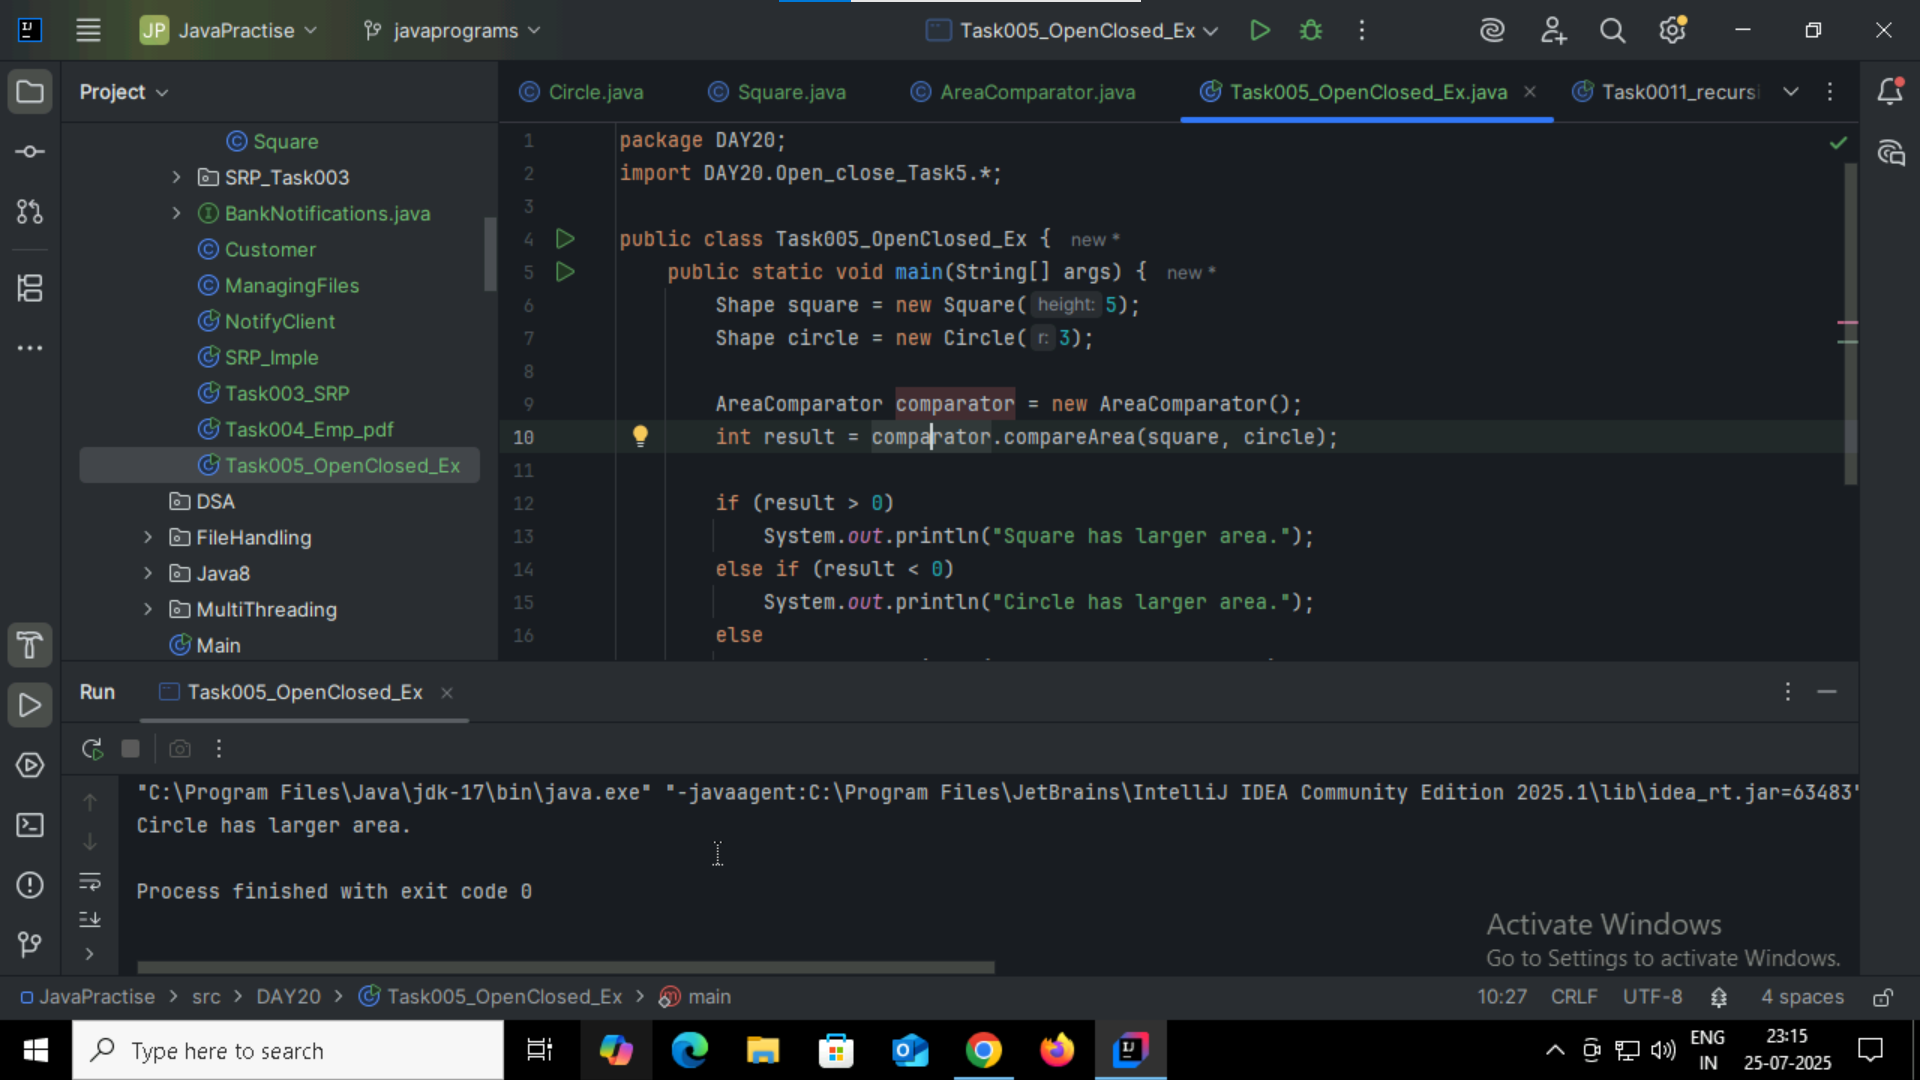 JP JavaPractise
javaprograms
Task005_OpenClosed_Ex
Project
Circle.java
Square.java
AreaComparator.java
Task005_OpenClosed_Ex.java
Task0011_recurs
Square
SRP_Task003
BankNotifications.java
Customer
ManagingFiles
NotifyClient
SRP_Imple
Task003_SRP
Task004_Emp_pdf
Task005_OpenClosed_Ex
DSA
FileHandling
Java8
MultiThreading
Main
1 package DAY20;
2 import DAY20.Open_close_Task5.*;
3
4 public class Task005_OpenClosed_Ex { new *
5 public static void main(String[] args) { new *
6 Shape square = new Square( height: 5);
7 Shape circle = new Circle( r: 3);
8
9 AreaComparator comparator = new AreaComparator();
10 int result = comparator.compareArea(square, circle);
11
12 if (result > 0)
13 System.out.println("Square has larger area.");
14 else if (result < 0)
15 System.out.println("Circle has larger area.");
16 else
Run
Task005_OpenClosed_Ex
"C:\Program Files\Java\jdk-17\bin\java.exe" "-javaagent:C:\Program Files\JetBrains\IntelliJ IDEA Community Edition 2025.1\lib\idea_rt.jar=63483"
Circle has larger area.
Process finished with exit code 0
Activate Windows
Go to Settings to activate Windows.
JavaPractise > src > DAY20 > Task005_OpenClosed_Ex > main
10:27 CRLF UTF-8 4 spaces
Type here to search
ENG
IN
23:15
25-07-2025